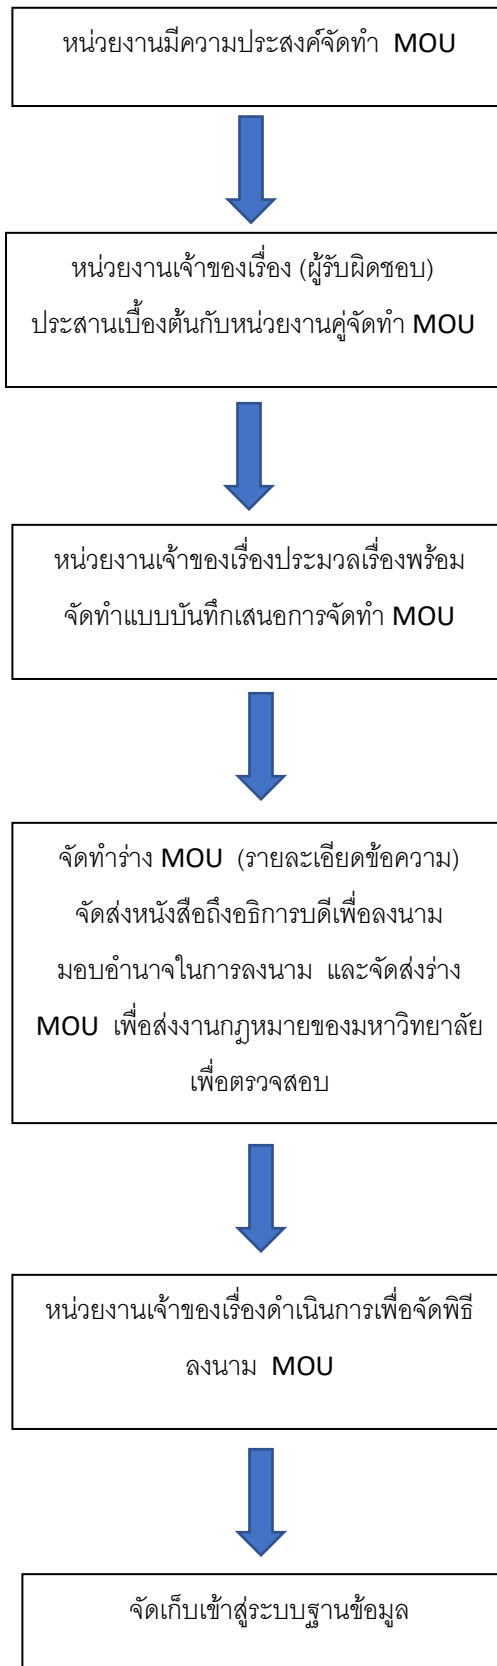 หน่วยงานมีความประสงค์จัดทำ MOU
หน่วยงานเจ้าของเรื่อง (ผู้รับผิดชอบ)
ประสานเบื้องต้นกับหน่วยงานคู่จัดทำ MOU
หน่วยงานเจ้าของเรื่องประมวลเรื่องพร้อม
จัดทำแบบบันทึกเสนอการจัดทำ MOU
จัดทำร่าง MOU (รายละเอียดข้อความ)
จัดส่งหนังสือถึงอธิการบดีเพื่อลงนาม
มอบอำนาจในการลงนาม และจัดส่งร่าง
MOU เพื่อส่งงานกฎหมายของมหาวิทยาลัย
เพื่อตรวจสอบ
หน่วยงานเจ้าของเรื่องดำเนินการเพื่อจัดพิธี
ลงนาม MOU
จัดเก็บเข้าสู่ระบบฐานข้อมูล